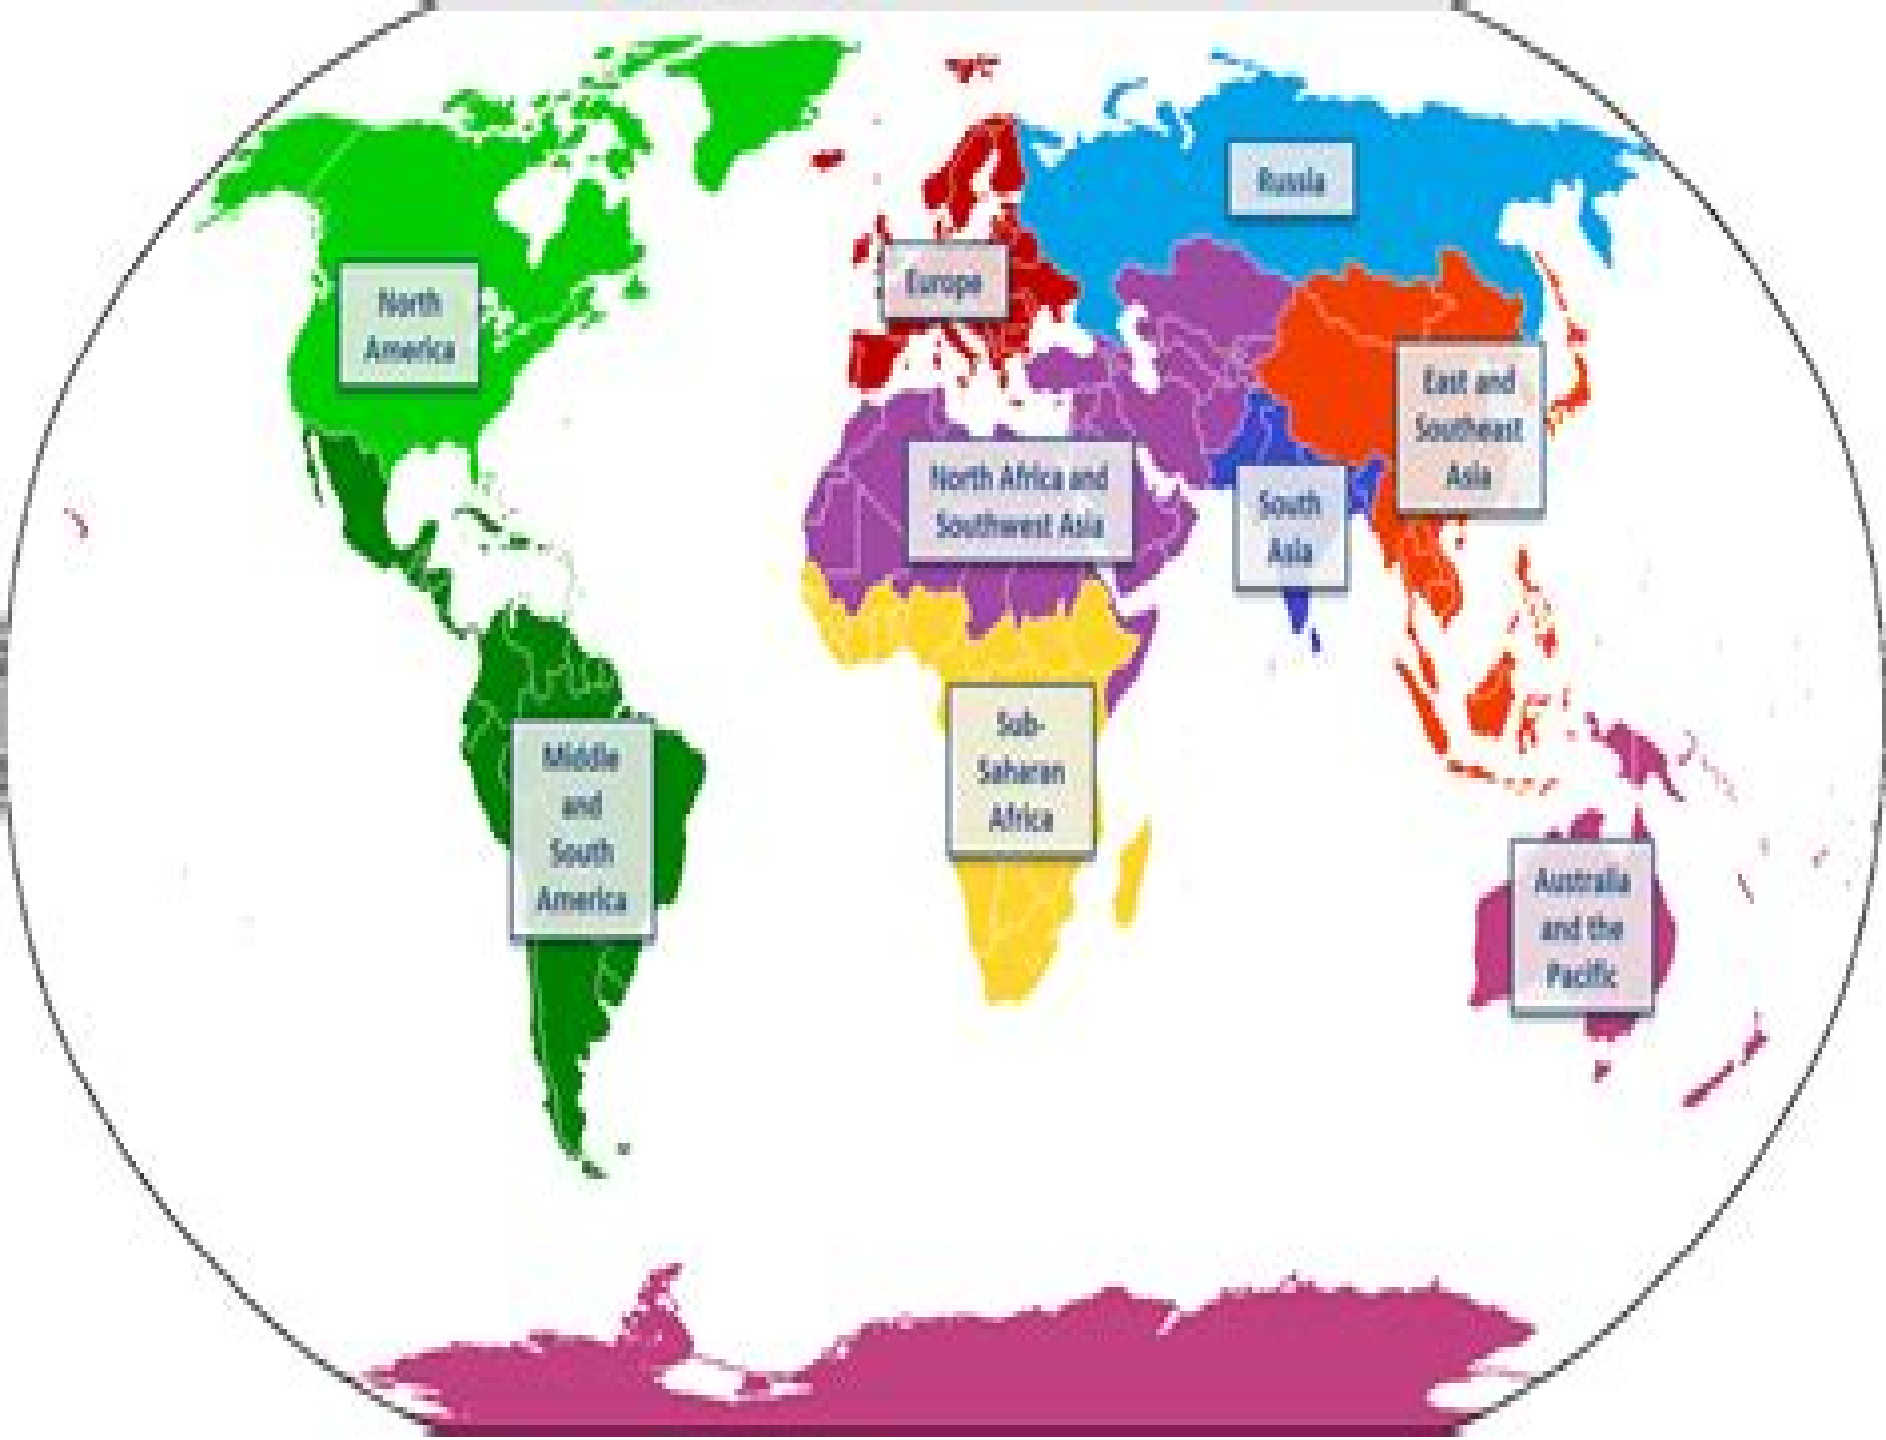 Russia
Europe
North
America
East and
Southeast
Asia
North Africa and
Southwest Asia
South
Asia
Sub-
Saharan
Africa
Middle
and
South
America
Australia
and the
Pacific